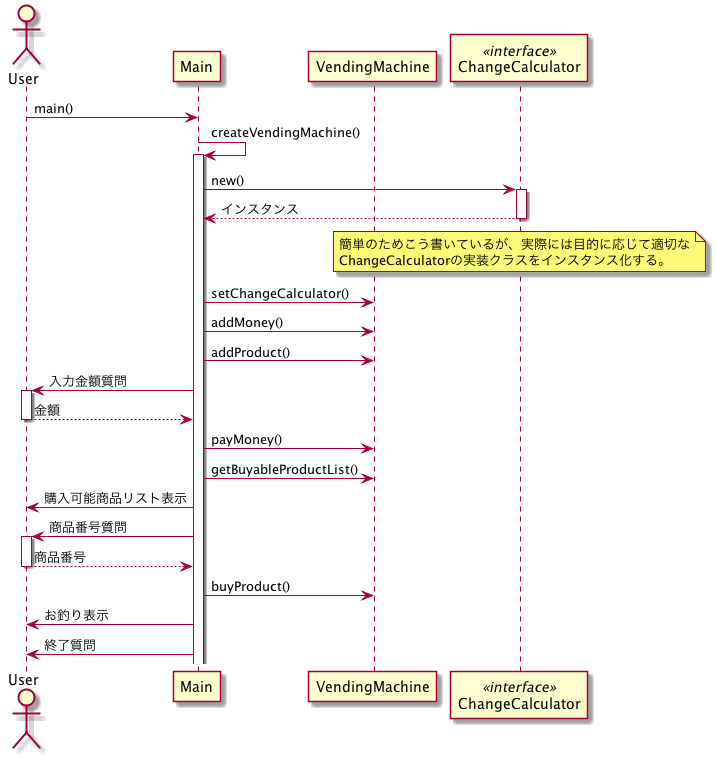 User
Main
VendingMachine
«interface»
ChangeCalculator
main()
createVendingMachine()
new()
インスタンス
簡単のためこう書いているが、実際には目的に応じて適切な
ChangeCalculatorの実装クラスをインスタンス化する。
setChangeCalculator()
addMoney()
addProduct()
入力金額質問
金額
payMoney()
getBuyableProductList()
購入可能商品リスト表示
商品番号質問
商品番号
buyProduct()
お釣り表示
終了質問
User
Main
VendingMachine
«interface»
ChangeCalculator